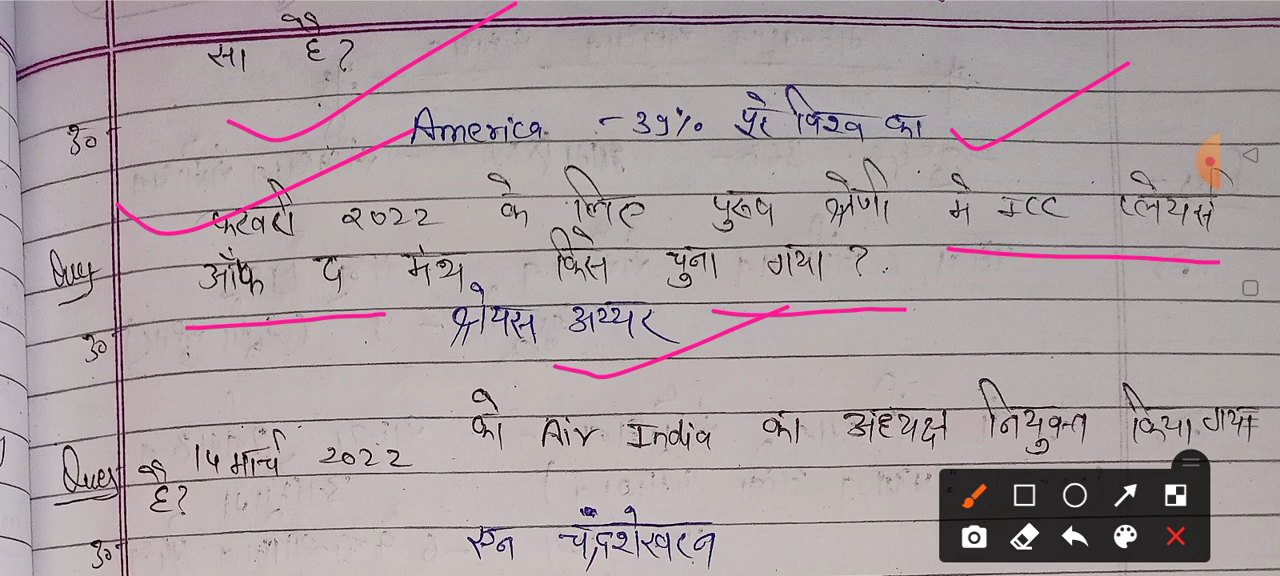 सा है?
उ० America - 39% पुरे विश्व का
फरवरी २022 के लिए पुरुष श्रेणी मे ICC प्लेयर्स
Ques ऑफ द मंथ किसे चुना गया ?.
उ० श्रेयस अय्यर
को Air India का अध्यक्ष नियुक्त किया गया
Ques 14 मार्च 2022
है?
उ० एन चंद्रशेखरन